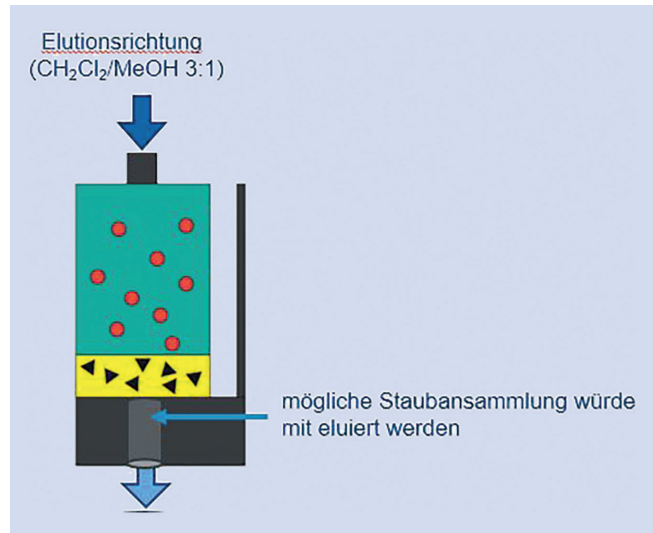 Elutionsrichtung
(CH₂Cl₂/MeOH 3:1)
mögliche Staubansammlung würde
mit eluiert werden